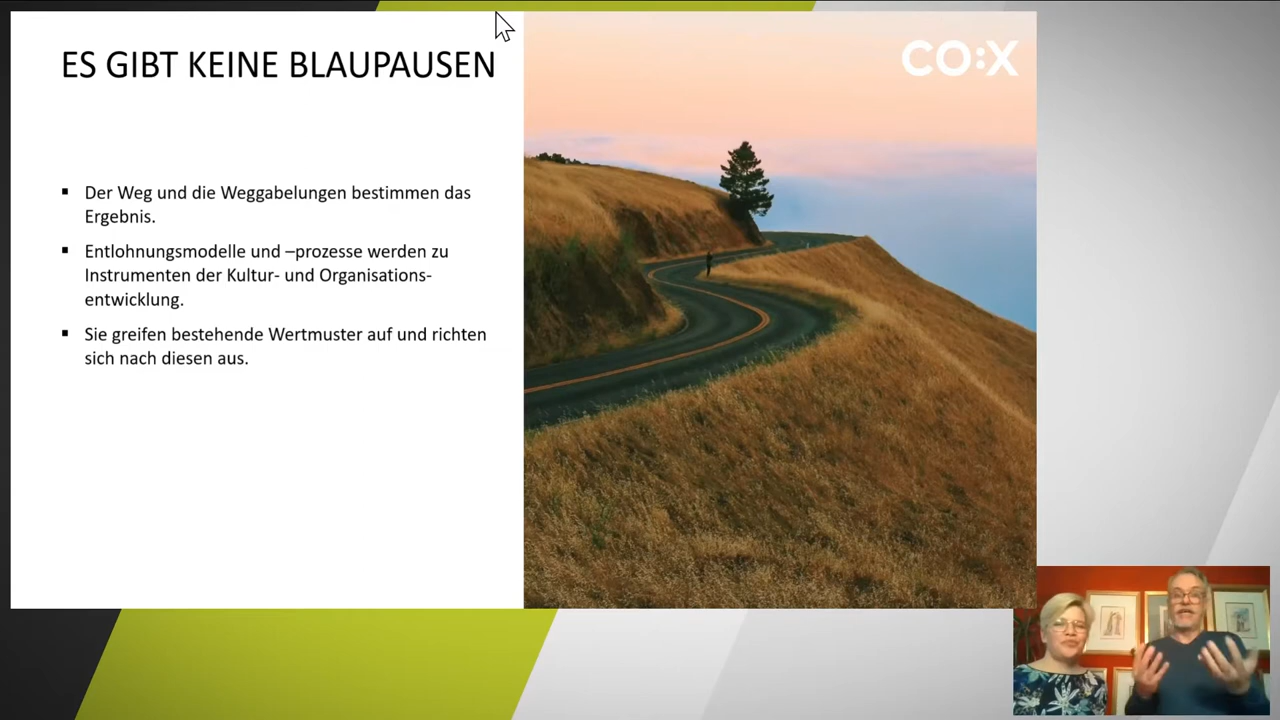 ES GIBT KEINE BLAUPAUSEN
CO:X
▪ Der Weg und die Weggabelungen bestimmen das
Ergebnis.
▪ Entlohnungsmodelle und –prozesse werden zu
Instrumenten der Kultur- und Organisations-
entwicklung.
▪ Sie greifen bestehende Wertmuster auf und richten
sich nach diesen aus.